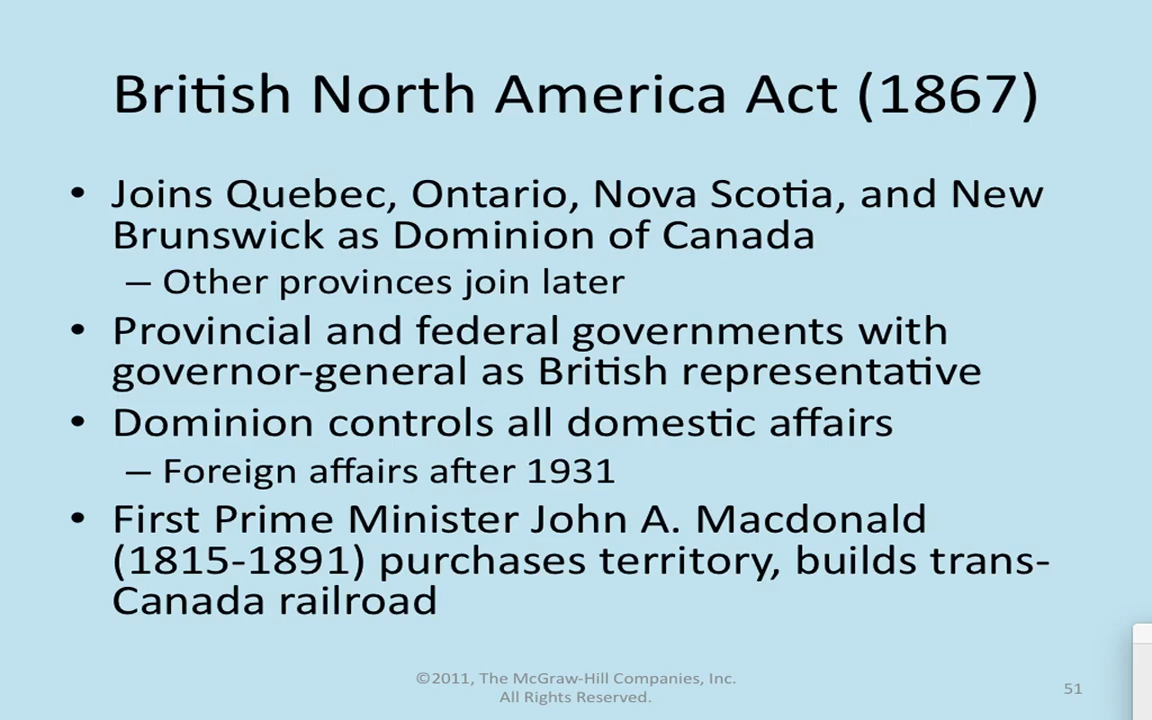 British North America Act (1867)
• Joins Quebec, Ontario, Nova Scotia, and New
Brunswick as Dominion of Canada
– Other provinces join later
• Provincial and federal governments with
governor-general as British representative
• Dominion controls all domestic affairs
– Foreign affairs after 1931
• First Prime Minister John A. Macdonald
(1815-1891) purchases territory, builds trans-
Canada railroad
©2011, The McGraw-Hill Companies, Inc.
All Rights Reserved.
51